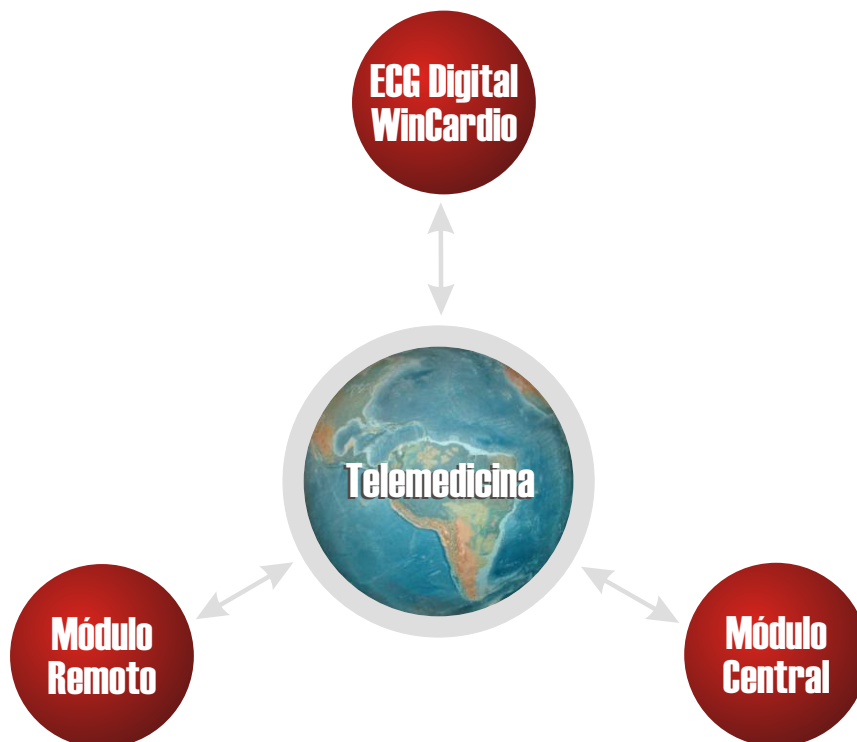 ECG Digital
WinCardio
Telemedicina
Módulo
Remoto
Módulo
Central